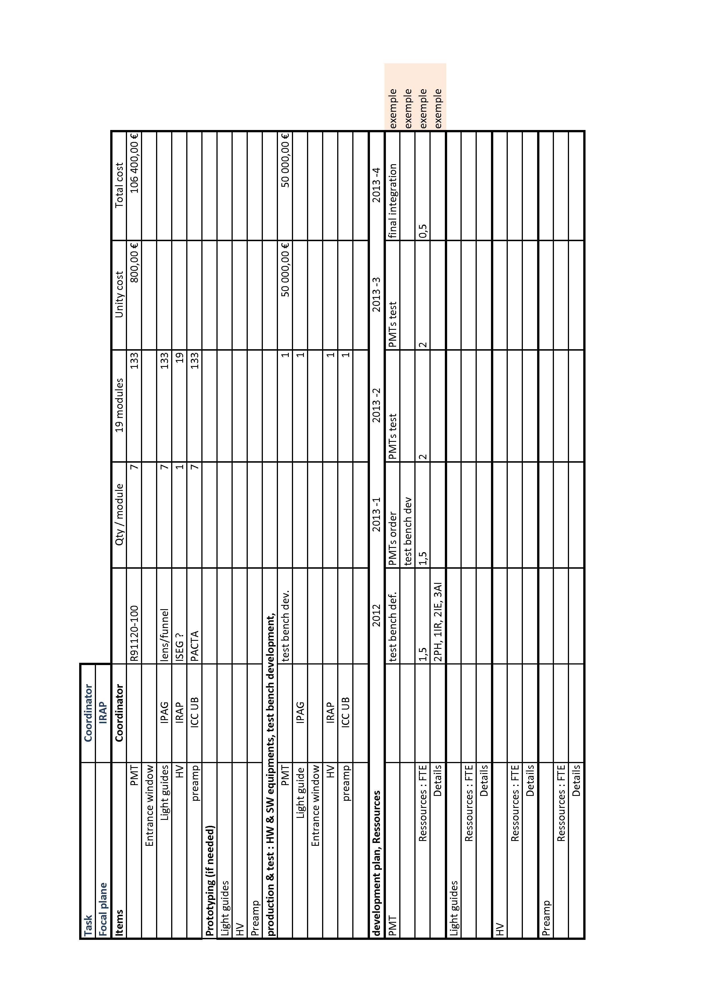 Task Coordinator
Focal plane IRAP
Items Coordinator Qty / module 19 modules Unity cost Total cost
PMT R91120-100 7 133 800,00 € 106 400,00 €
Entrance window
Light guides IPAG lens/funnel 7 133
HV IRAP ISEG ? 1 19
preamp ICC UB PACTA 7 133
Prototyping (if needed)
Light guides
HV
Preamp
production & test : HW & SW equipments, test bench development,
PMT test bench dev. 1 50 000,00 € 50 000,00 €
Light guide IPAG 1
Entrance window
HV IRAP 1
preamp ICC UB 1
development plan, Ressources 2012 2013 -1 2013 -2 2013 -3 2013 -4
PMT test bench def. PMTs order PMTs test PMTs test final integration exemple
test bench dev exemple
Ressources : FTE 1,5 1,5 2 2 0,5 exemple
Details 2PH, 1IR, 2IE, 3AI exemple
Light guides
Ressources : FTE
Details
HV
Ressources : FTE
Details
Preamp
Ressources : FTE
Details